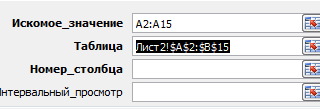 Искомое_значение A2:A15
Таблица Лист2!$A$2:$B$15
Номер_столбца
Интервальный_просмотр